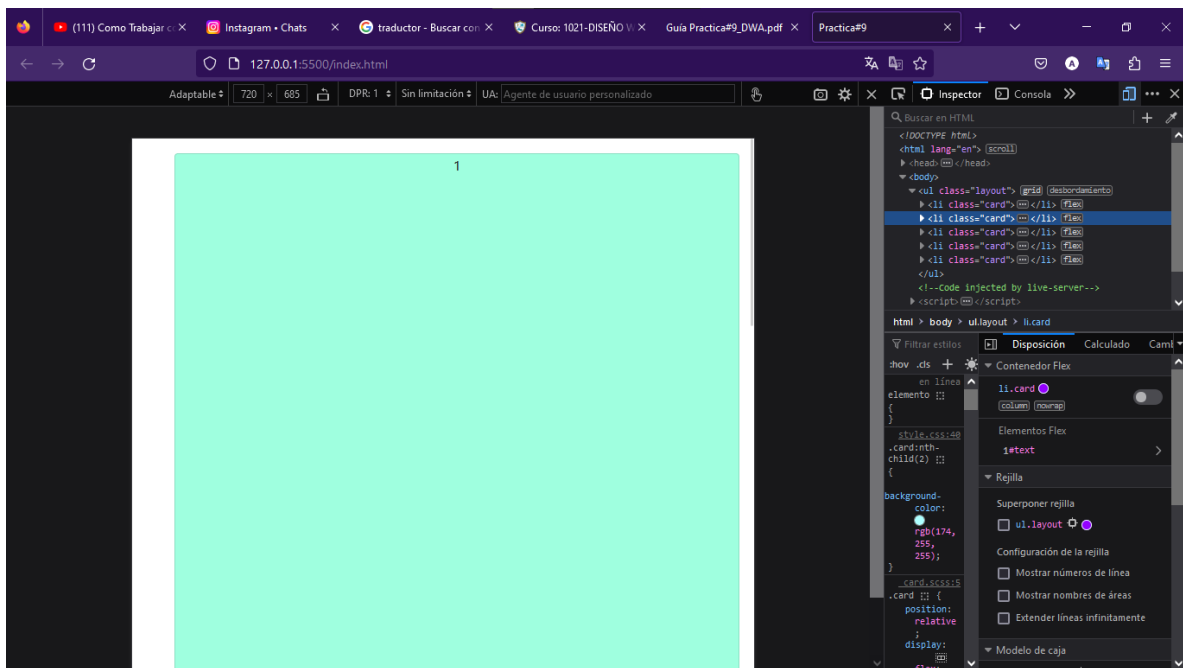 (111) Como Trabajar c
Instagram • Chats
traductor - Buscar con
Curso: 1021-DISEÑO W
Guía Practica#9_DWA.pdf
Practica#9
127.0.0.1:5500/index.html
Adaptable
720 × 685
DPR: 1
Sin limitación
UA: Agente de usuario personalizado
Inspector
Consola
1
Buscar en HTML
<!DOCTYPE html>
<html lang="en"> scroll
<head> </head>
<body>
<ul class="layout"> grid desbordamiento
<li class="card"> </li> flex
<li class="card"> </li> flex
<li class="card"> </li> flex
<li class="card"> </li> flex
<li class="card"> </li> flex
</ul>
<!--Code injected by live-server-->
<script> </script>
html > body > ul.layout > li.card
Filtrar estilos
:hov .cls +
en línea
elemento
{
}
style.css:40
.card:nth-
child(2)
{
background-
color:
rgb(174,
255,
255);
}
_card.scss:5
.card {
position:
relative
;
display:
flex
Disposición
Calculado
Caml
Contenedor Flex
li.card
column nowrap
Elementos Flex
1#text
Rejilla
Superponer rejilla
ul.layout
Configuración de la rejilla
Mostrar números de línea
Mostrar nombres de áreas
Extender líneas infinitamente
Modelo de caja